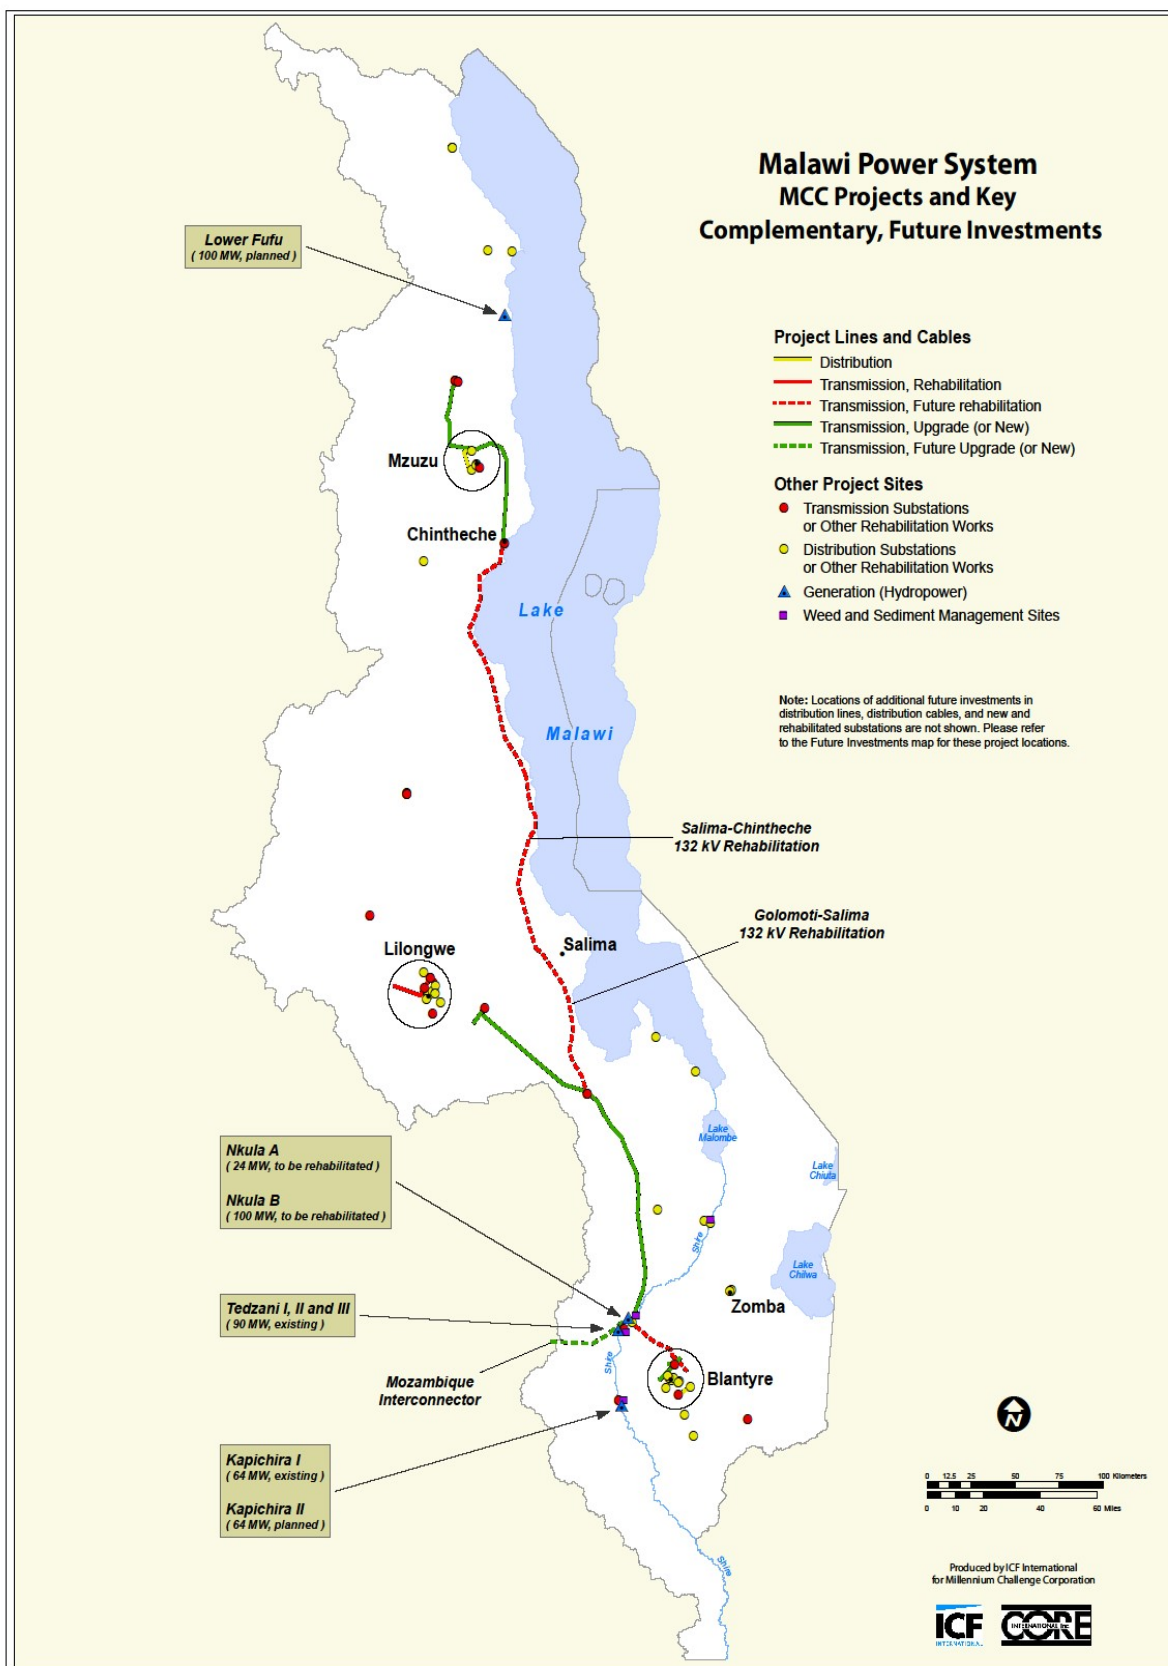 Malawi Power System
MCC Projects and Key
Complementary, Future Investments
Lower Fufu
( 100 MW, planned )
Project Lines and Cables
Distribution
Transmission, Rehabilitation
Transmission, Future rehabilitation
Transmission, Upgrade (or New)
Transmission, Future Upgrade (or New)
Other Project Sites
Transmission Substations
or Other Rehabilitation Works
Distribution Substations
or Other Rehabilitation Works
Generation (Hydropower)
Weed and Sediment Management Sites
Note: Locations of additional future investments in
distribution lines, distribution cables, and new and
rehabilitated substations are not shown. Please refer
to the Future Investments map for these project locations.
Mzuzu
Chintheche
Lake
Malawi
Salima-Chintheche
132 kV Rehabilitation
Golomoti-Salima
132 kV Rehabilitation
Salima
Lilongwe
Lake
Malombe
Lake
Chiuta
Nkula A
( 24 MW, to be rehabilitated )
Nkula B
( 100 MW, to be rehabilitated )
Shire
Lake
Chilwa
Zomba
Tedzani I, II and III
( 90 MW, existing )
Shire
Mozambique
Interconnector
Blantyre
Kapichira I
( 64 MW, existing )
Kapichira II
( 64 MW, planned )
Shire
N
0 12.5 25 50 75 100 Kilometers
0 10 20 40 60 Miles
Produced by ICF International
for Millennium Challenge Corporation
ICF
INTERNATIONAL
CORE
INTERNATIONAL Inc.